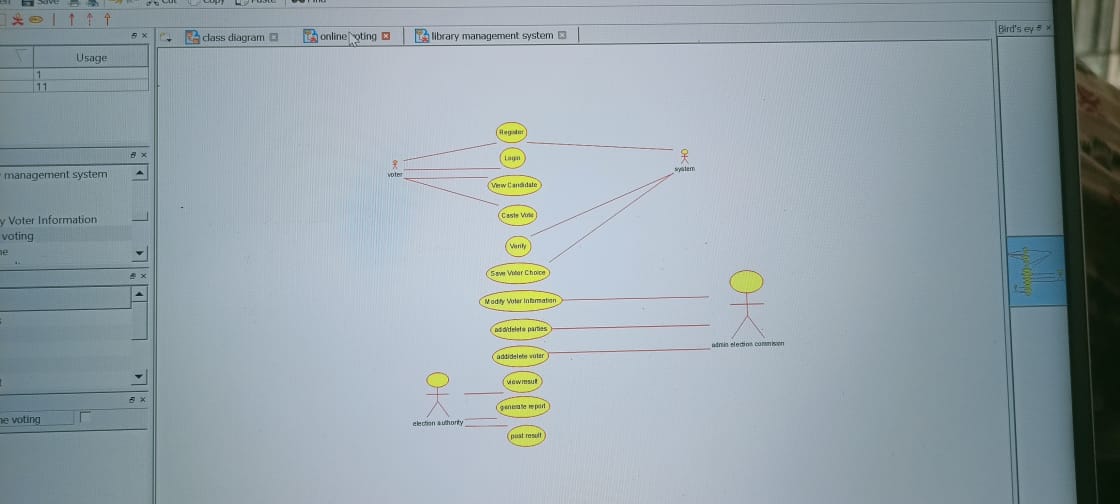 Save
Cut
Copy
Paste
Find
class diagram
online voting
library management system
Bird's ey
Usage
1
11
management system
y Voter Information
voting
ne
ne voting
Register
Login
View Candidate
Caste Vote
Verify
Save Voter Choice
Modify Voter Information
add/delete parties
add/delete voter
view result
generate report
post result
voter
system
admin election commision
election authority